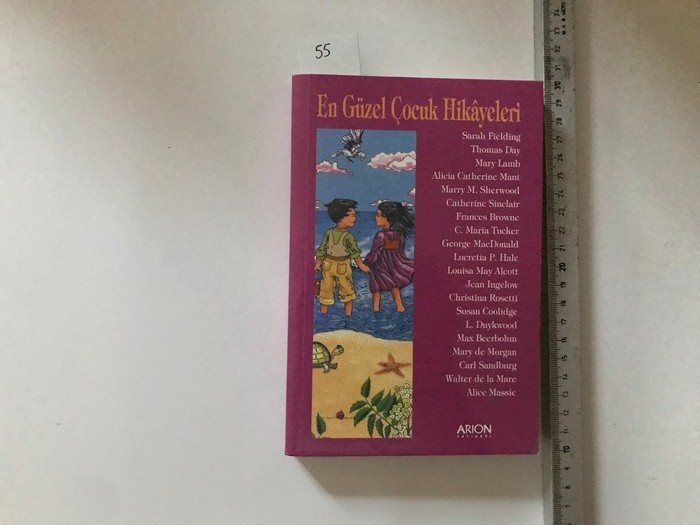 55
En Güzel Çocuk Hikâyeleri
Sarah Fielding
Thomas Day
Mary Lamb
Alicia Catherine Mant
Marry M. Sherwood
Catherine Sinclair
Frances Browne
C. Maria Tucker
George MacDonald
Lucretia P. Hale
Louisa May Alcott
Jean Ingelow
Christina Rosetti
Susan Coolidge
L. Duykwood
Max Beerbohm
Mary de Morgan
Carl Sandburg
Walter de la Mare
Alice Massie
ARION
YAYINEVİ